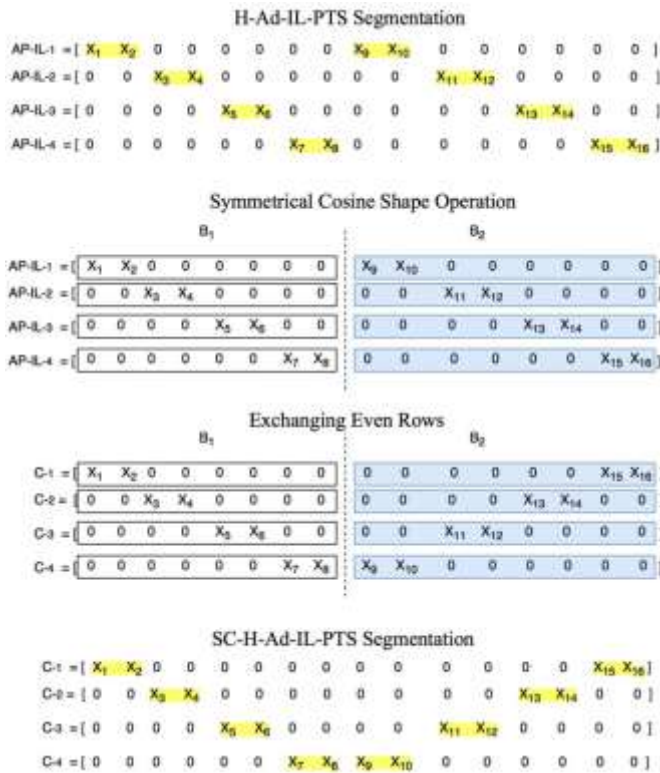 H-Ad-IL-PTS Segmentation
AP-IL-1 = [ X1 X2 0 0 0 0 0 0 X9 X10 0 0 0 0 0 0 ]
AP-IL-2 = [ 0 0 X3 X4 0 0 0 0 0 0 X11 X12 0 0 0 0 ]
AP-IL-3 = [ 0 0 0 0 X5 X6 0 0 0 0 0 0 X13 X14 0 0 ]
AP-IL-4 = [ 0 0 0 0 0 0 X7 X8 0 0 0 0 0 0 X15 X16 ]
Symmetrical Cosine Shape Operation
B1 B2
AP-IL-1 = [ X1 X2 0 0 0 0 0 0 X9 X10 0 0 0 0 0 0 ]
AP-IL-2 = [ 0 0 X3 X4 0 0 0 0 0 0 X11 X12 0 0 0 0 ]
AP-IL-3 = [ 0 0 0 0 X5 X6 0 0 0 0 0 0 X13 X14 0 0 ]
AP-IL-4 = [ 0 0 0 0 0 0 X7 X8 0 0 0 0 0 0 X15 X16 ]
Exchanging Even Rows
B1 B2
C-1 = [ X1 X2 0 0 0 0 0 0 0 0 0 0 0 0 X15 X16 ]
C-2 = [ 0 0 X3 X4 0 0 0 0 0 0 0 0 X13 X14 0 0 ]
C-3 = [ 0 0 0 0 X5 X6 0 0 0 0 X11 X12 0 0 0 0 ]
C-4 = [ 0 0 0 0 0 0 X7 X8 X9 X10 0 0 0 0 0 0 ]
SC-H-Ad-IL-PTS Segmentation
C-1 = [ X1 X2 0 0 0 0 0 0 0 0 0 0 0 0 X15 X16 ]
C-2 = [ 0 0 X3 X4 0 0 0 0 0 0 0 0 X13 X14 0 0 ]
C-3 = [ 0 0 0 0 X5 X6 0 0 0 0 X11 X12 0 0 0 0 ]
C-4 = [ 0 0 0 0 0 0 X7 X8 X9 X10 0 0 0 0 0 0 ]